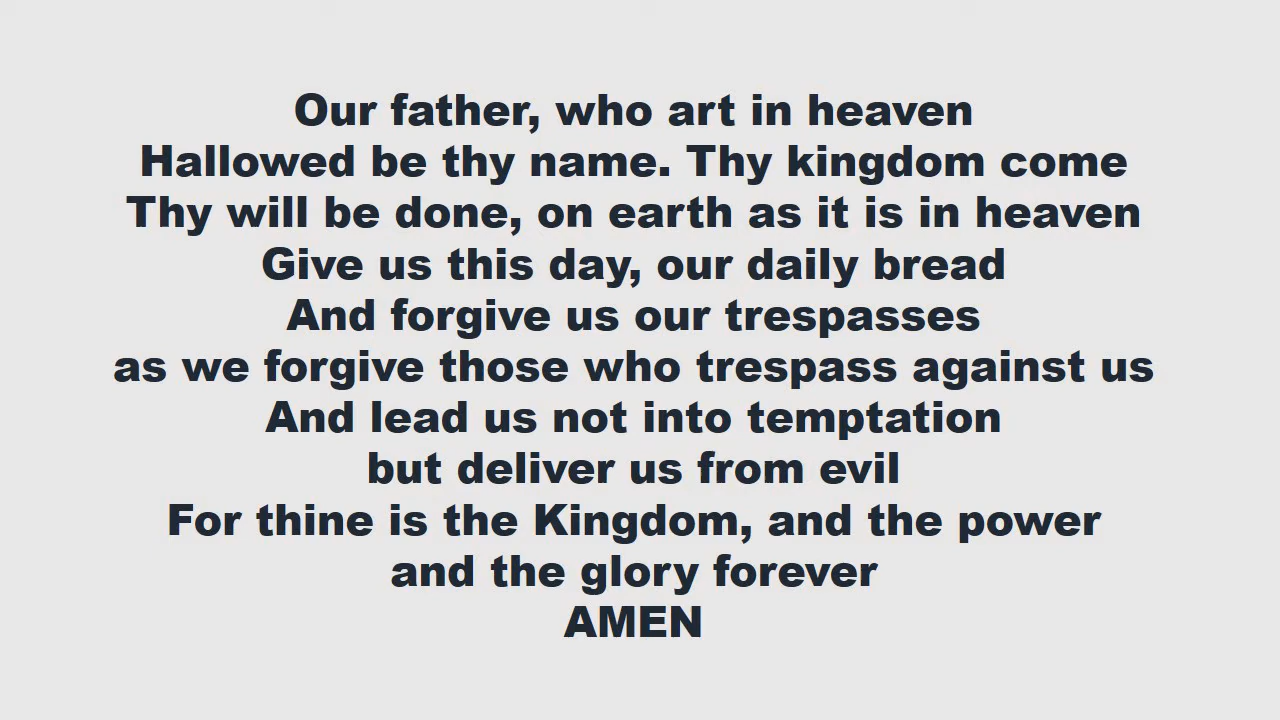 Our father, who art in heaven
Hallowed be thy name. Thy kingdom come
Thy will be done, on earth as it is in heaven
Give us this day, our daily bread
And forgive us our trespasses
as we forgive those who trespass against us
And lead us not into temptation
but deliver us from evil
For thine is the Kingdom, and the power
and the glory forever
AMEN